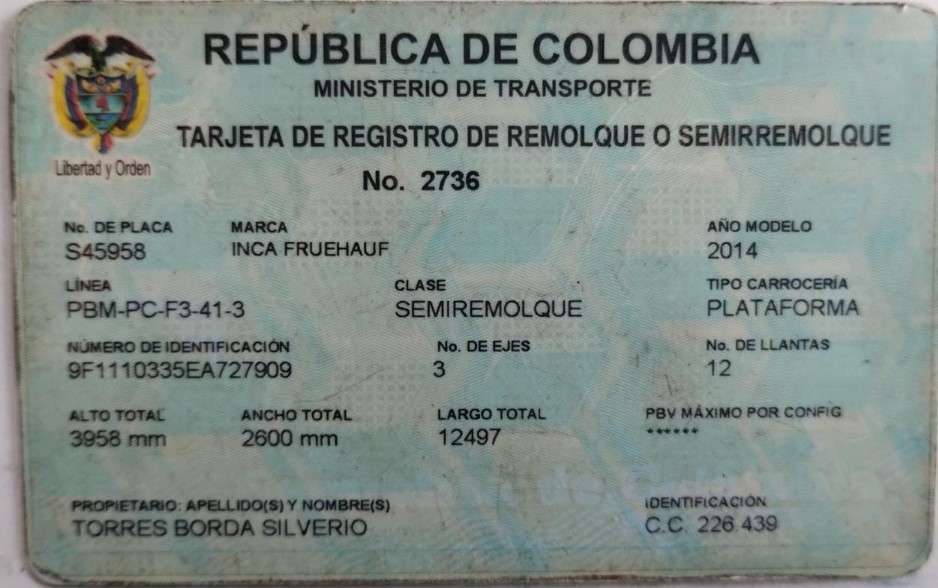 REPÚBLICA DE COLOMBIA
MINISTERIO DE TRANSPORTE
TARJETA DE REGISTRO DE REMOLQUE O SEMIRREMOLQUE
Libertad y Orden
No. 2736
No. DE PLACA MARCA AÑO MODELO
S45958 INCA FRUEHAUF 2014
LÍNEA CLASE TIPO CARROCERÍA
PBM-PC-F3-41-3 SEMIREMOLQUE PLATAFORMA
NÚMERO DE IDENTIFICACIÓN No. DE EJES No. DE LLANTAS
9F1110335EA727909 3 12
ALTO TOTAL ANCHO TOTAL LARGO TOTAL PBV MÁXIMO POR CONFIG
3958 mm 2600 mm 12497 ******
PROPIETARIO: APELLIDO(S) Y NOMBRE(S) IDENTIFICACIÓN
TORRES BORDA SILVERIO C.C. 226 439